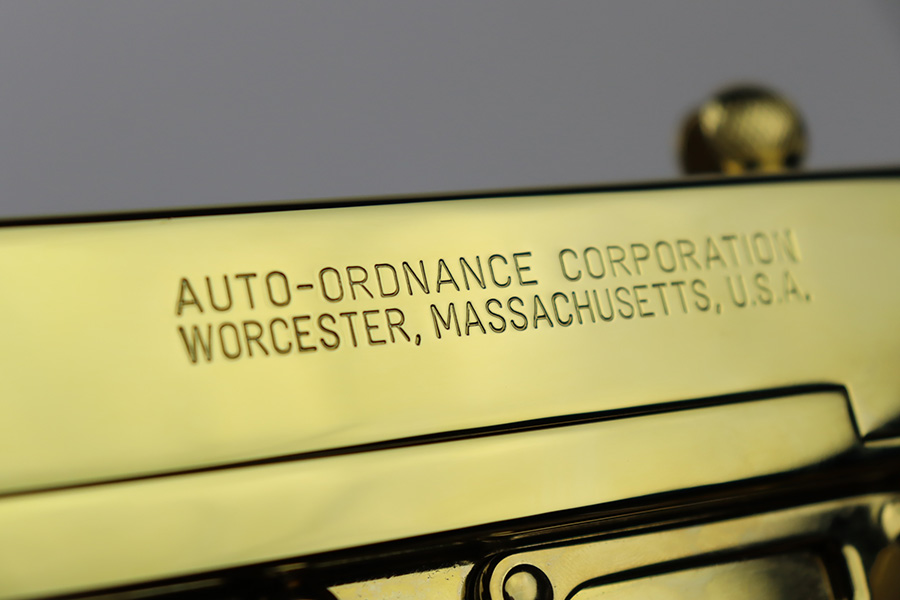 AUTO-ORDNANCE CORPORATION
WORCESTER, MASSACHUSETTS, U.S.A.